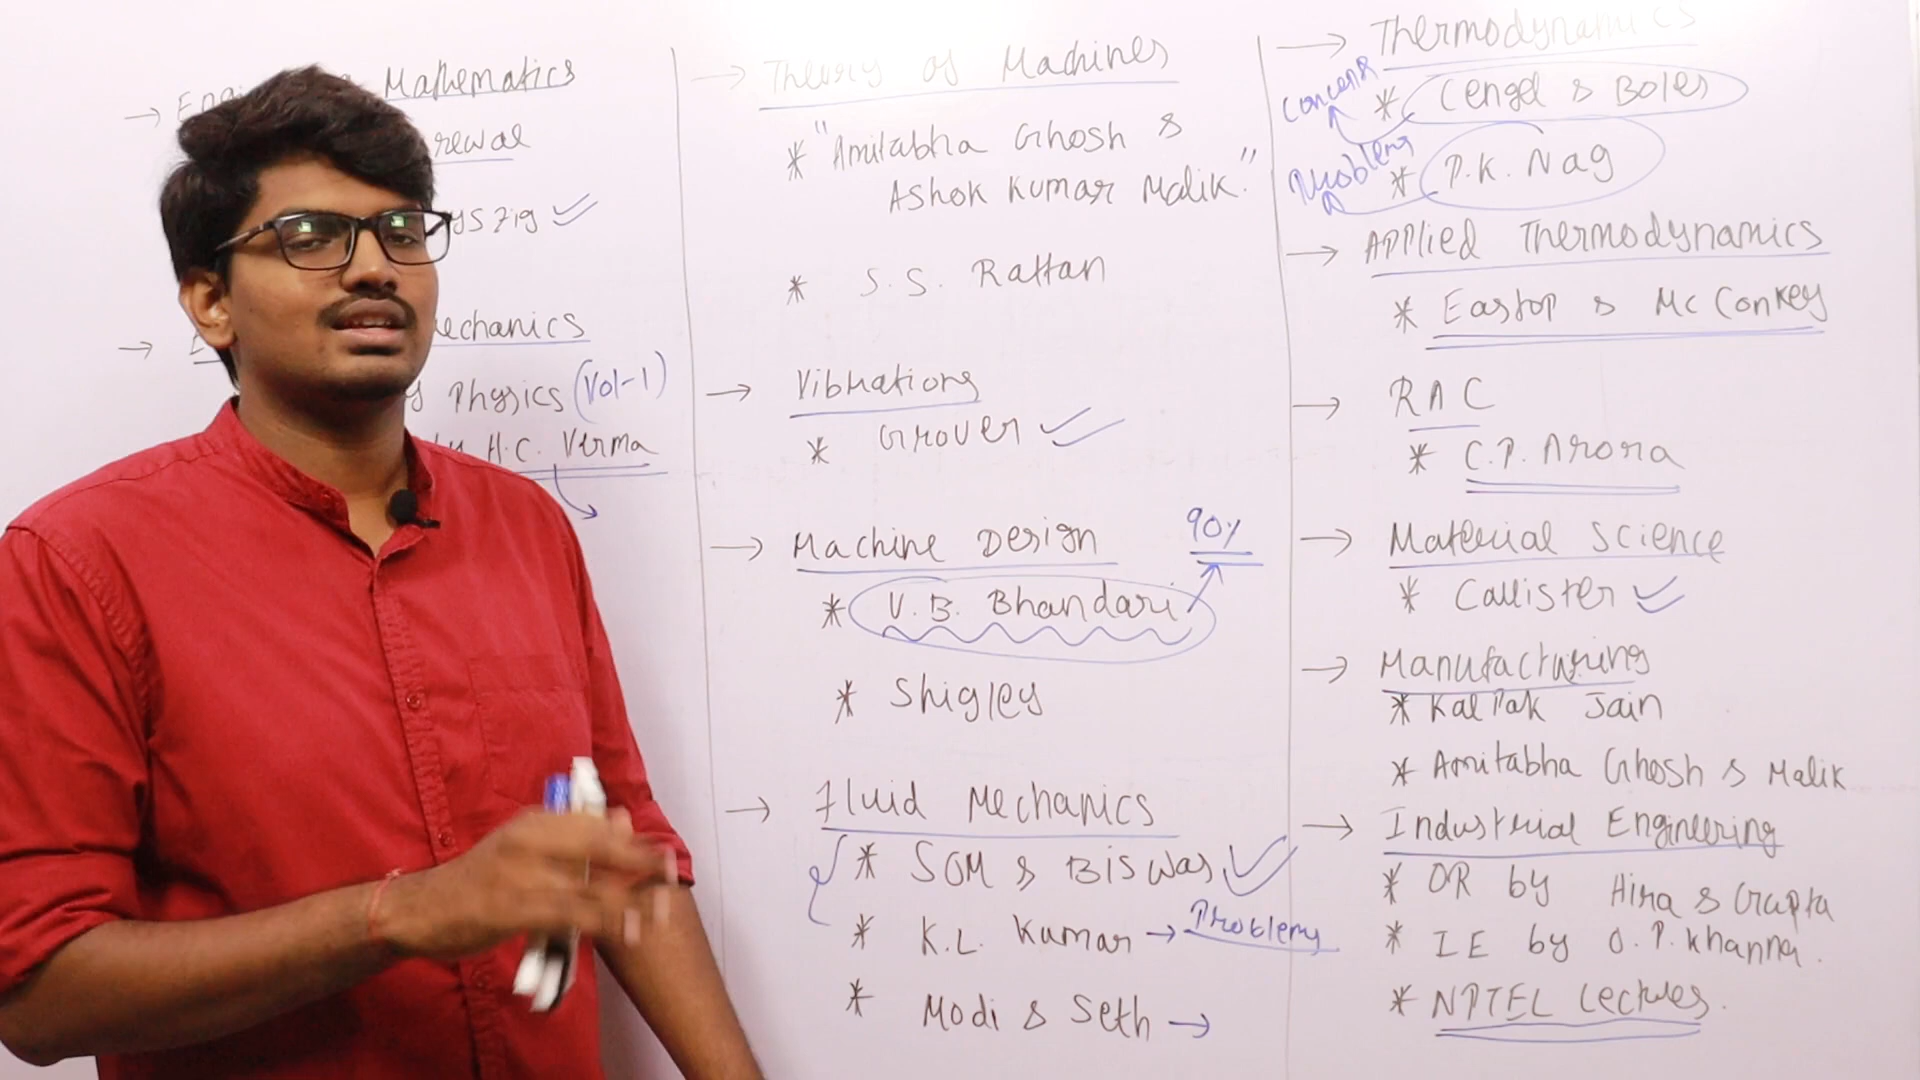 → Mathematics
rewal
yszig
→ echanics
Physics (Vol-1)
H.C. Verma
→ Theory of Machines
* "Amitabha Ghosh &
Ashok Kumar Malik."
* S.S. Rattan
→ Vibrations
* Grover
→ Machine Design 90%
* V.B. Bhandari
* Shigley
→ Fluid Mechanics
* SOM & Biswas
* K.L. Kumar → Problems
* Modi & Seth →
→ Thermodynamics
* Cengel & Boles
Problems * P.K. Nag
→ Applied Thermodynamics
* Eastop & Mc Conkey
→ RAC
* C.P. Arora
→ Material Science
* Callister
→ Manufacturing
* Kalpak Jain
* Amitabha Ghosh & Malik
→ Industrial Engineering
* OR by Hira & Gupta
* IE by O.P. Khanna.
* NPTEL Lectures.